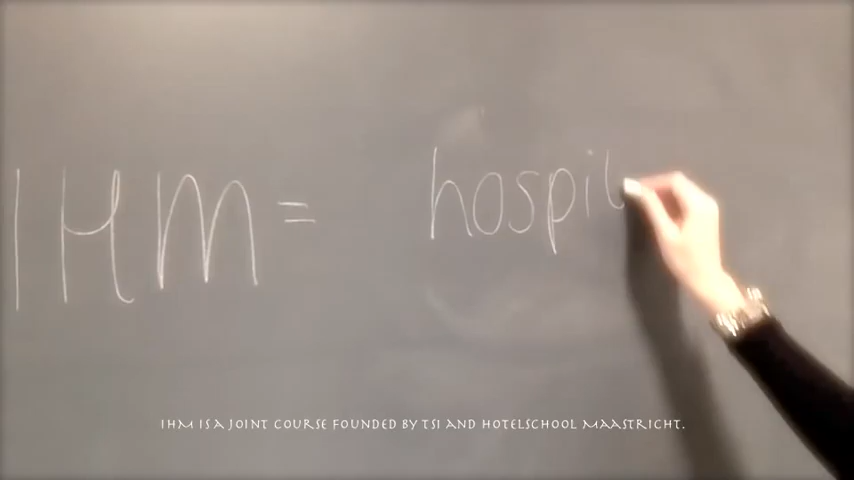 IHM = hospit
IHM IS A JOINT COURSE FOUNDED BY TSI AND HOTELSCHOOL MAASTRICHT.